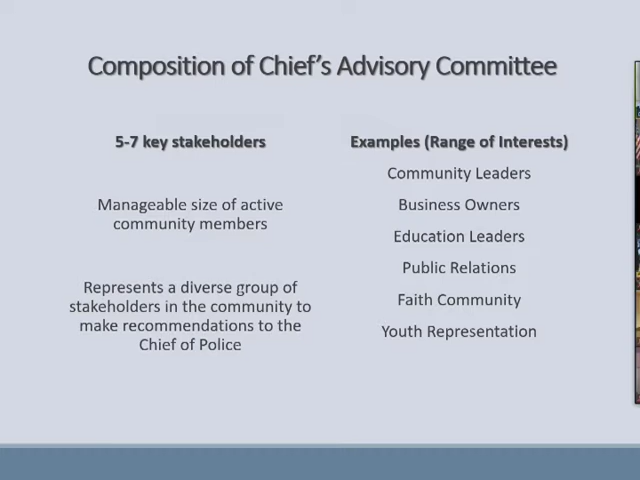 Composition of Chief's Advisory Committee
5-7 key stakeholders
Manageable size of active
community members
Represents a diverse group of
stakeholders in the community to
make recommendations to the
Chief of Police
Examples (Range of Interests)
Community Leaders
Business Owners
Education Leaders
Public Relations
Faith Community
Youth Representation